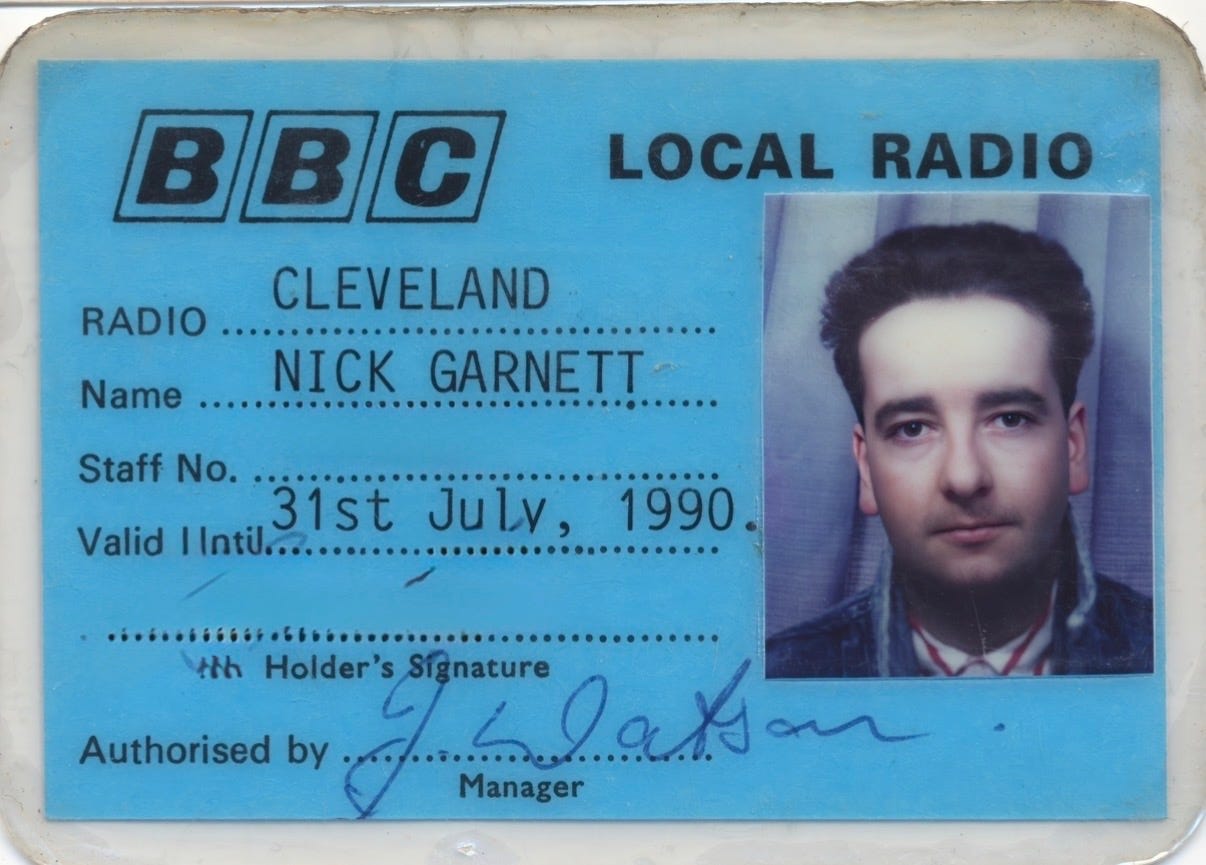 BBC LOCAL RADIO
RADIO CLEVELAND
Name NICK GARNETT
Staff No.
Valid Until 31st July, 1990.
Holder's Signature
Authorised by J. Watson
Manager